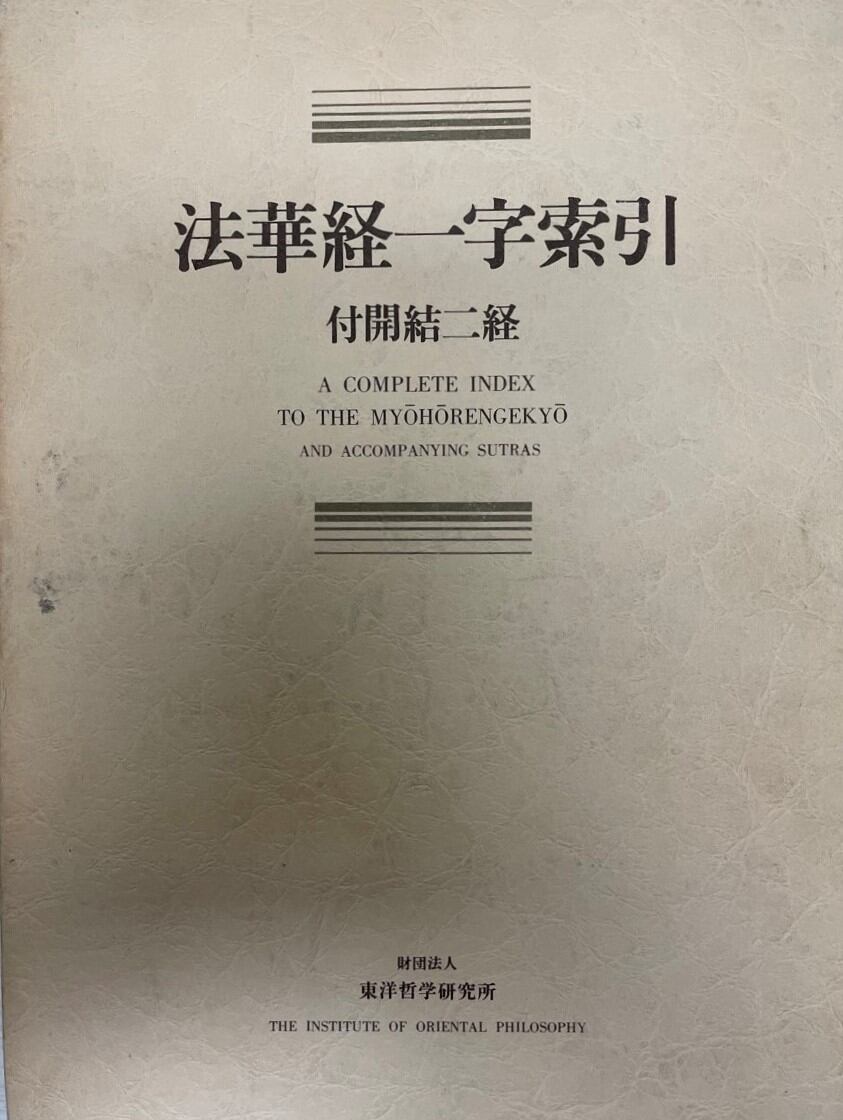 法華経一字索引
付開結二経
A COMPLETE INDEX
TO THE MYŌHŌRENGEKYŌ
AND ACCOMPANYING SUTRAS
財団法人
東洋哲学研究所
THE INSTITUTE OF ORIENTAL PHILOSOPHY